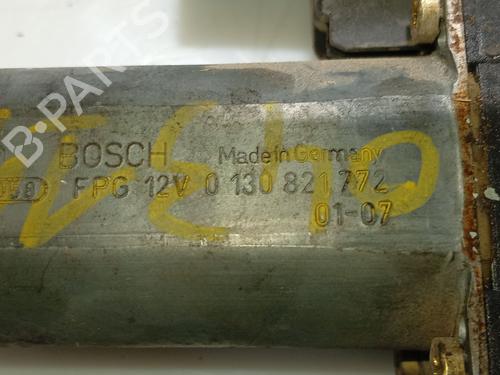 B-PARTS
BOSCH Made in Germany
FPG 12V 0 130 821 772
01-07